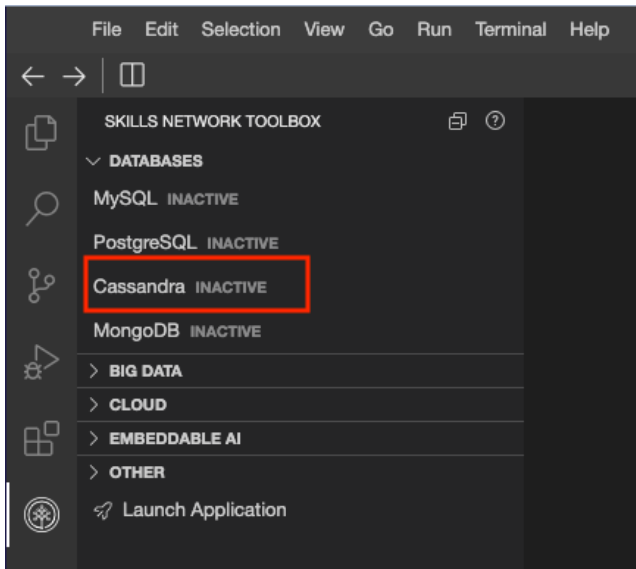 File Edit Selection View Go Run Terminal Help
SKILLS NETWORK TOOLBOX
DATABASES
MySQL INACTIVE
PostgreSQL INACTIVE
Cassandra INACTIVE
MongoDB INACTIVE
BIG DATA
CLOUD
EMBEDDABLE AI
OTHER
Launch Application